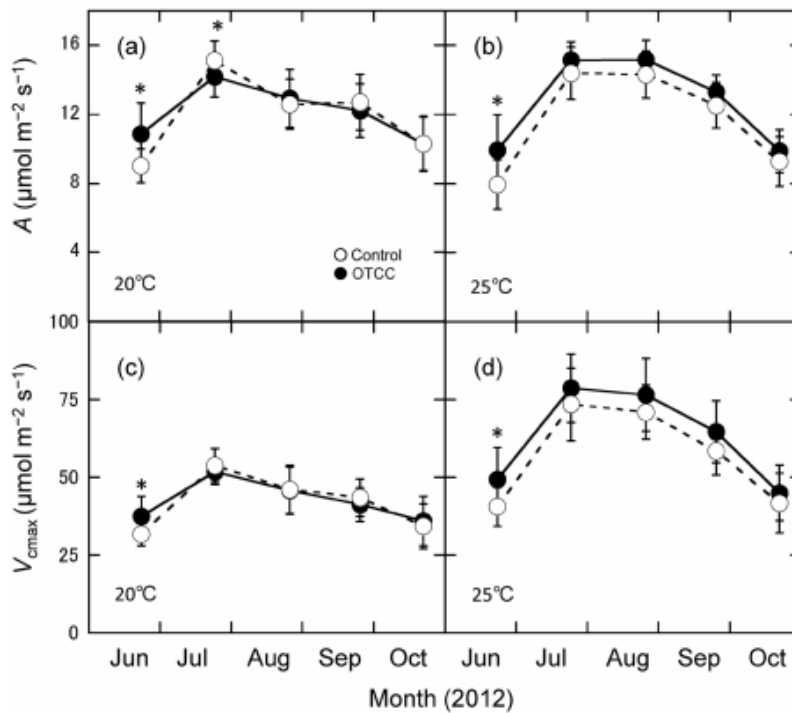 16
12
8
4
A (μmol m⁻² s⁻¹)
(a)
*
*
Control
OTCC
20°C
(b)
*
25°C
100
75
50
25
0
Vcmax (μmol m⁻² s⁻¹)
(c)
*
20°C
(d)
*
25°C
Jun Jul Aug Sep Oct
Jun Jul Aug Sep Oct
Month (2012)